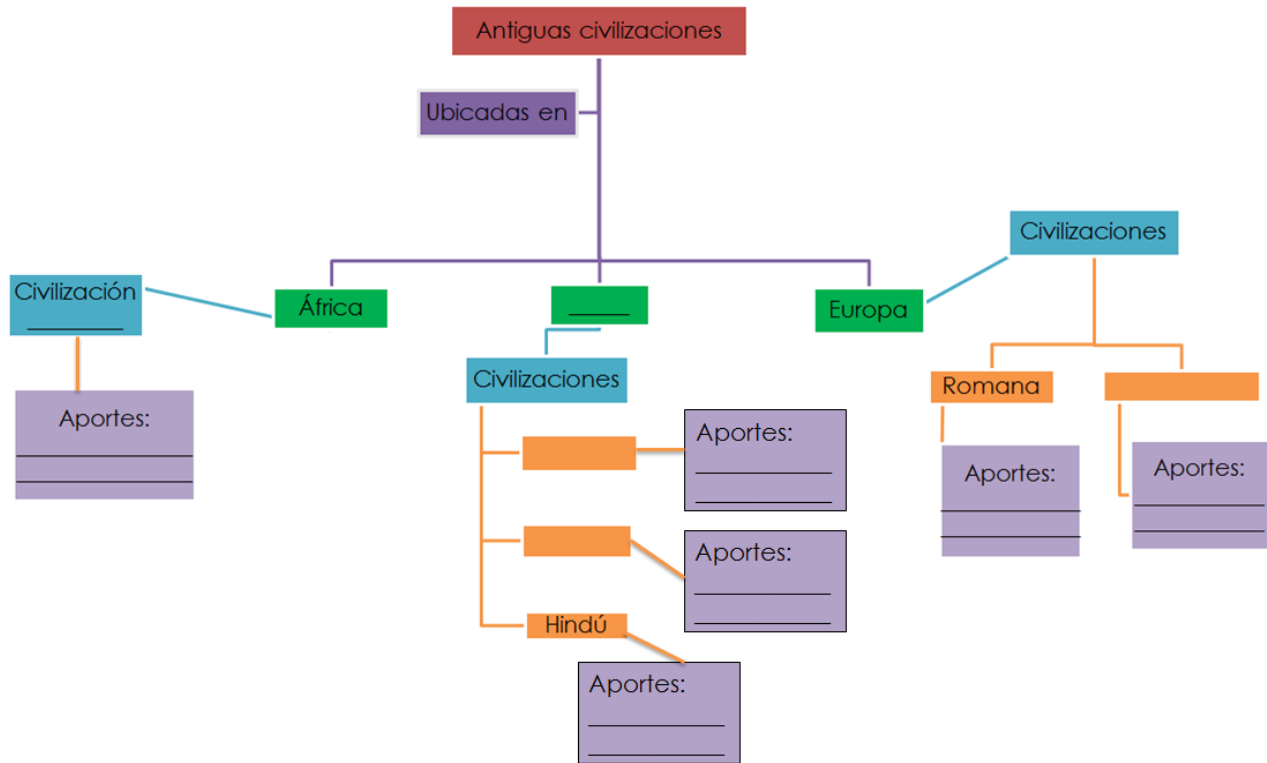 Antiguas civilizaciones
Ubicadas en
Civilizaciones
Civilización
África
Europa
Civilizaciones
Romana
Aportes:
Aportes:
Aportes:
Aportes:
Aportes:
Hindú
Aportes: